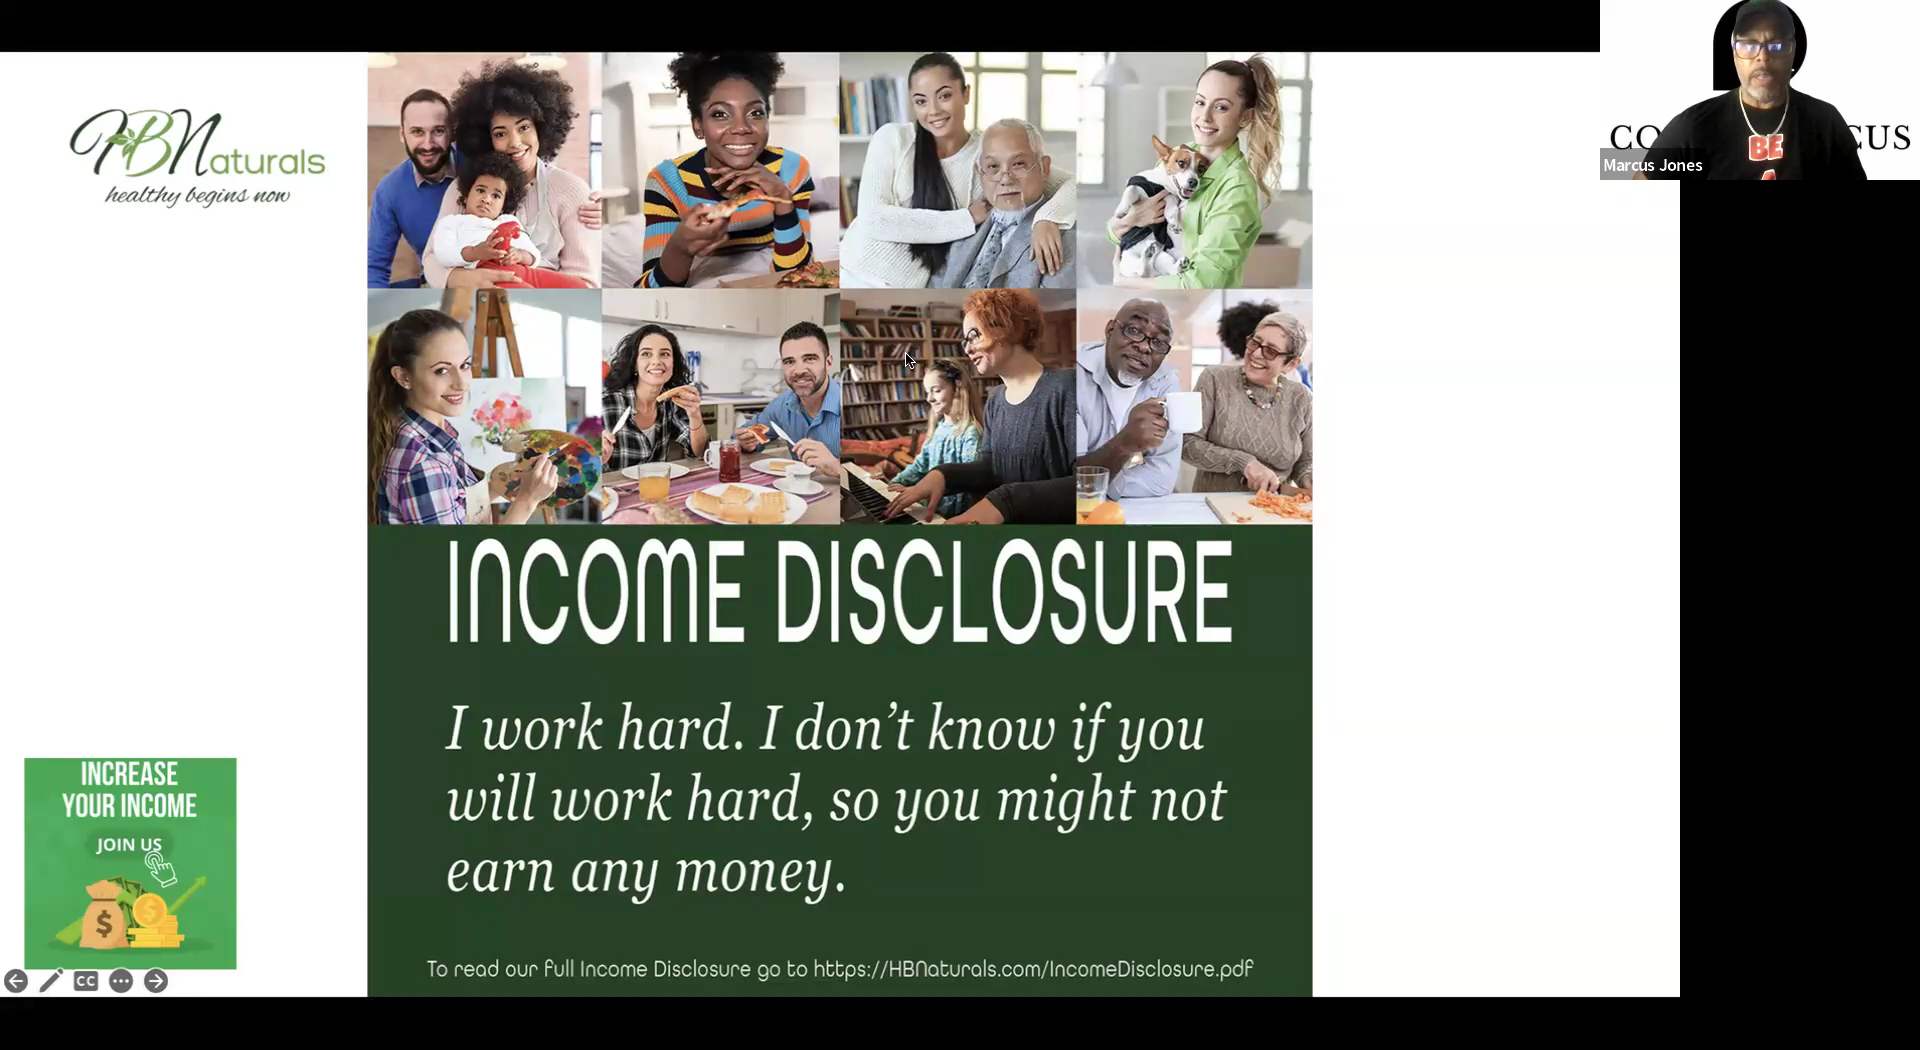 HBNaturals
healthy begins now
INCOME DISCLOSURE
I work hard. I don't know if you
will work hard, so you might not
earn any money.
To read our full Income Disclosure go to https://HBNaturals.com/IncomeDisclosure.pdf
INCREASE
YOUR INCOME
JOIN US
$
$
CC
BE
Marcus Jones